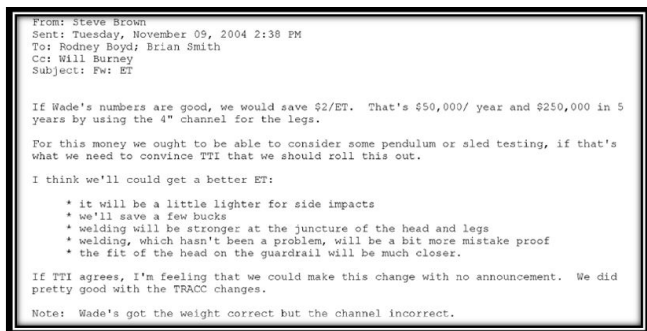 From: Steve Brown
Sent: Tuesday, November 09, 2004 2:38 PM
To: Rodney Boyd; Brian Smith
Cc: Will Burney
Subject: Fw: ET
If Wade's numbers are good, we would save $2/ET.  That's $50,000/ year and $250,000 in 5
years by using the 4" channel for the legs.
For this money we ought to be able to consider some pendulum or sled testing, if that's
what we need to convince TTI that we should roll this out.
I think we'll could get a better ET:
* it will be a little lighter for side impacts
* we'll save a few bucks
* welding will be stronger at the juncture of the head and legs
* welding, which hasn't been a problem, will be a bit more mistake proof
* the fit of the head on the guardrail will be much closer.
If TTI agrees, I'm feeling that we could make this change with no announcement.  We did
pretty good with the TRACC changes.
Note:  Wade's got the weight correct but the channel incorrect.